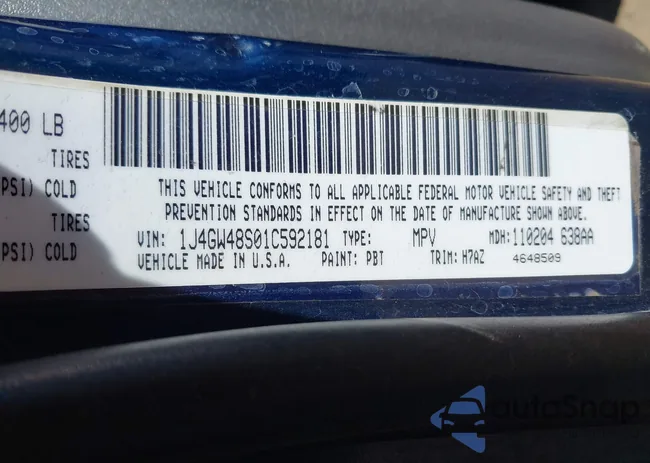 400 LB
TIRES
PSI) COLD
TIRES
PSI) COLD
THIS VEHICLE CONFORMS TO ALL APPLICABLE FEDERAL MOTOR VEHICLE SAFETY AND THEFT
PREVENTION STANDARDS IN EFFECT ON THE DATE OF MANUFACTURE SHOWN ABOVE.
VIN: 1J4GW48S01C592181 TYPE: MPV MDH: 110204 638AA
VEHICLE MADE IN U.S.A. PAINT: PBT TRIM: H7AZ 4648509
autoSnap